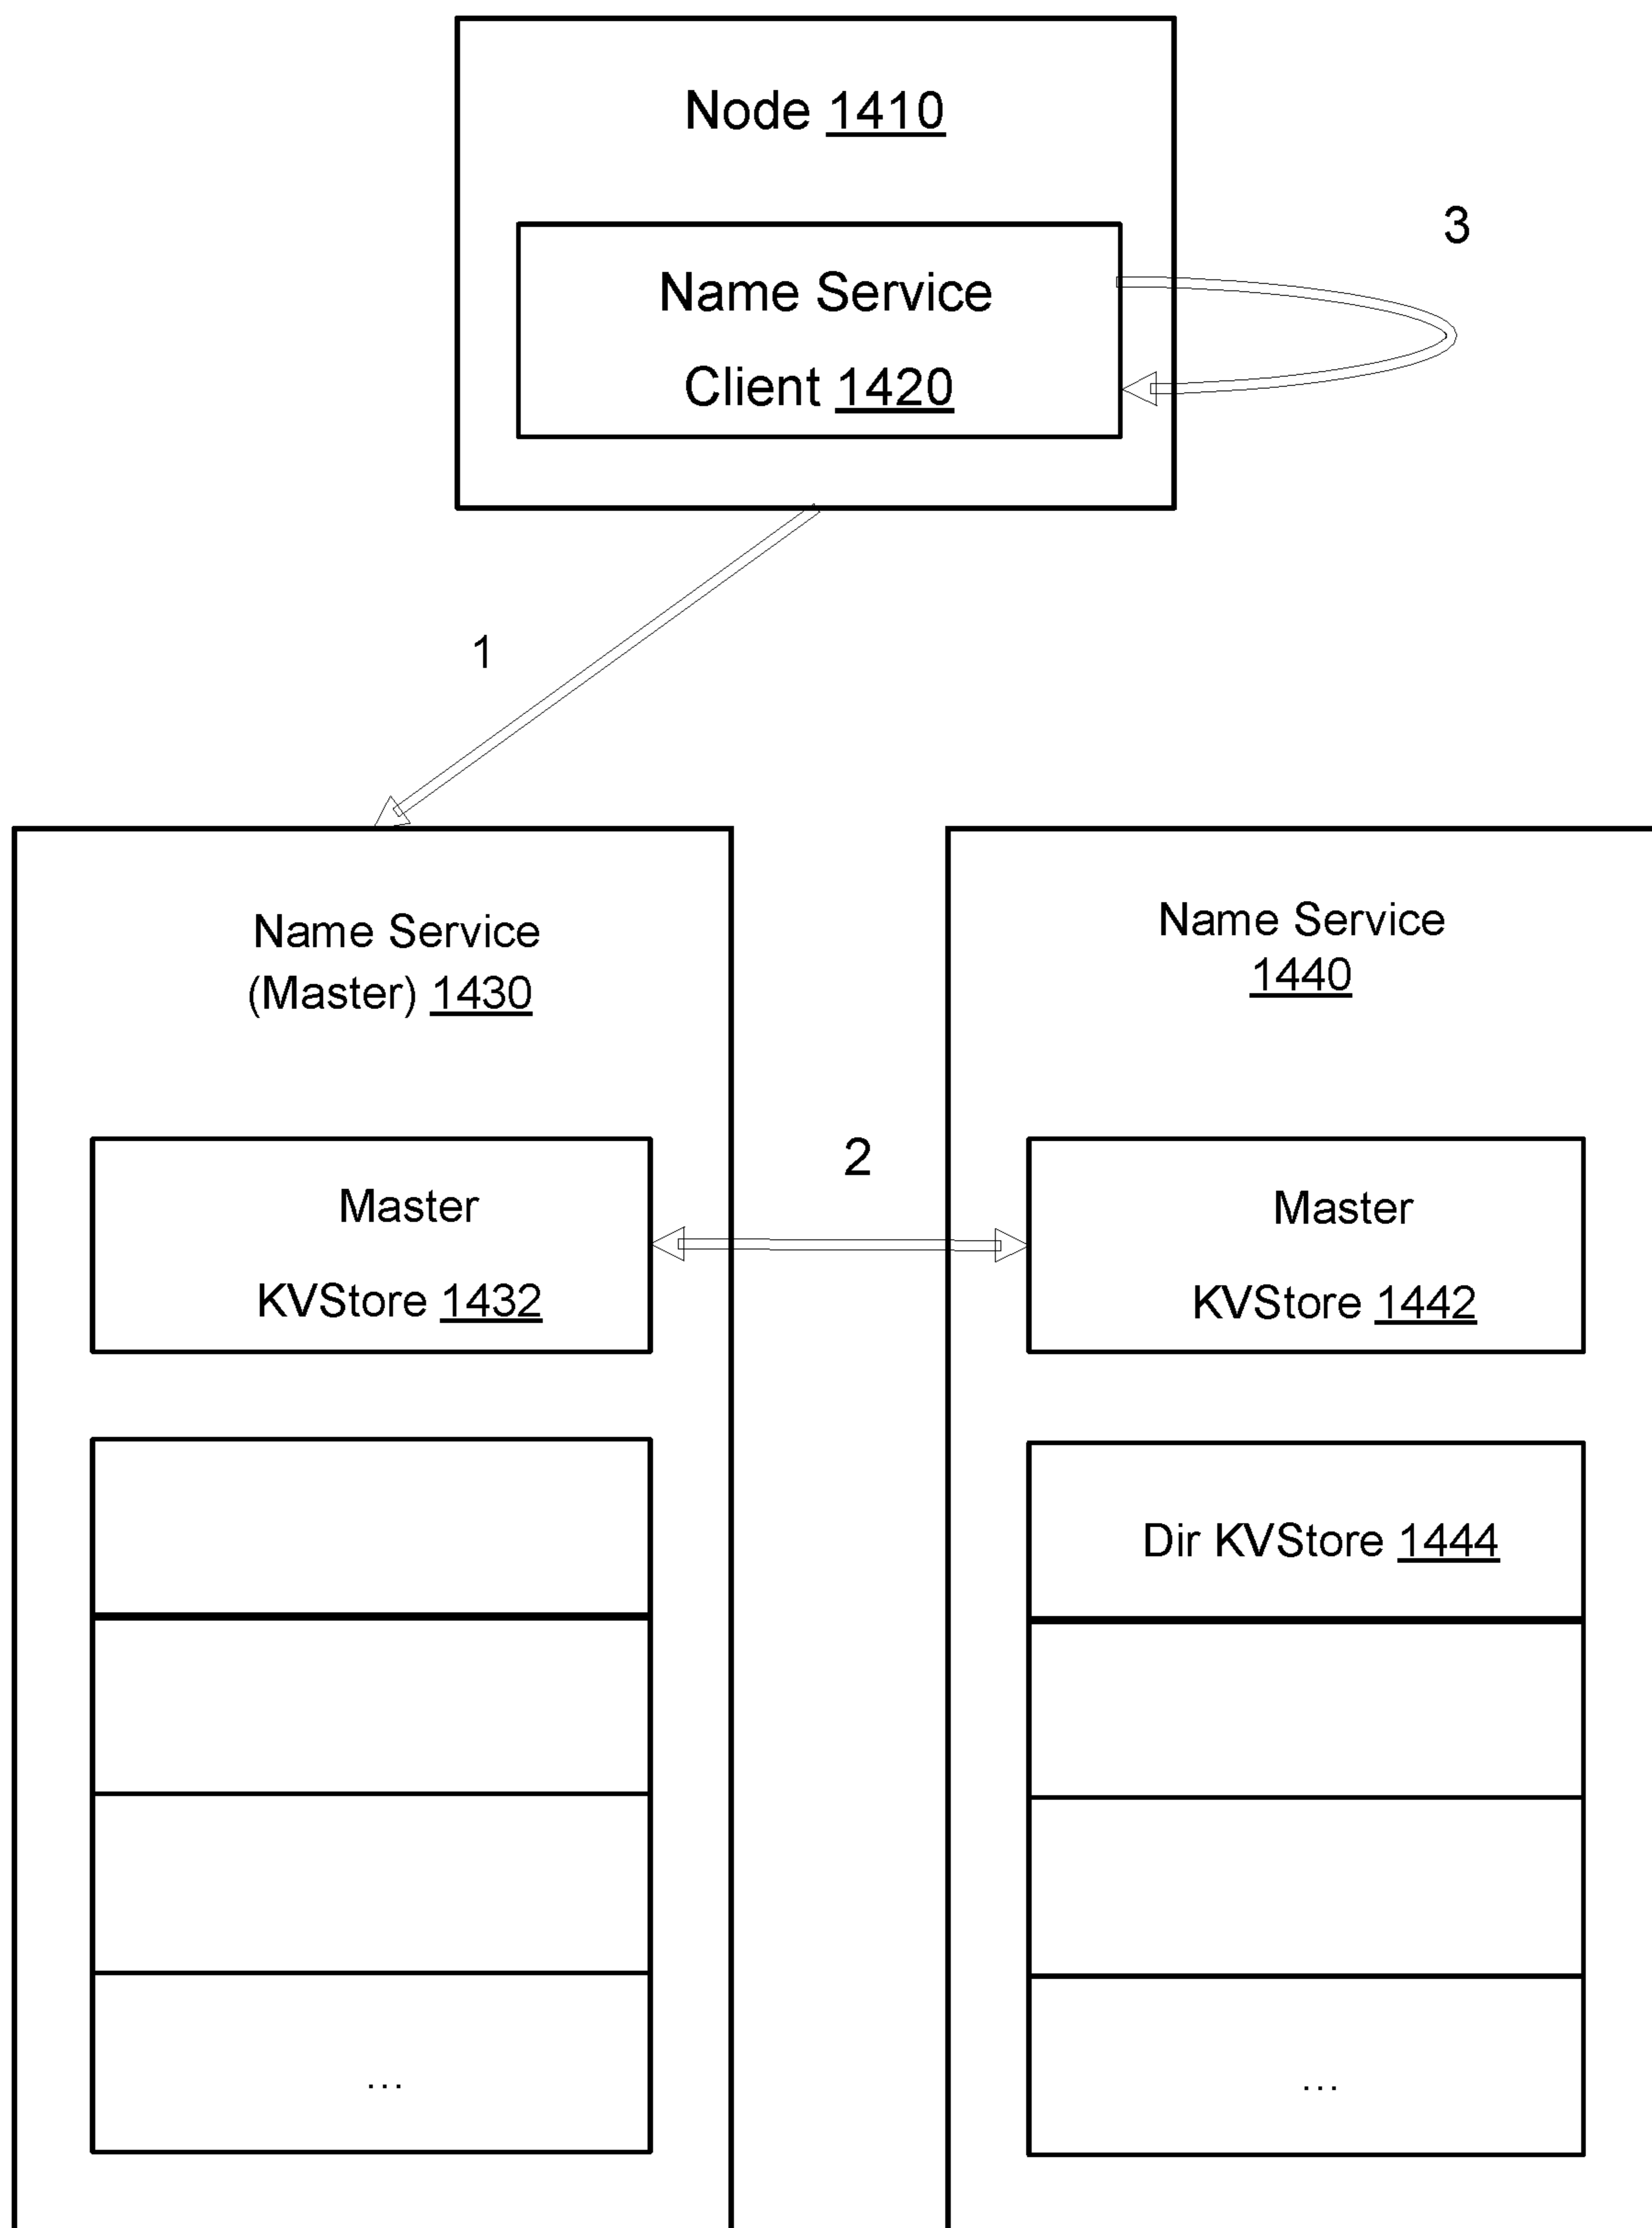 Node 1410
Name Service
Client 1420
3
1
Name Service
(Master) 1430
Name Service
1440
2
Master
KVStore 1432
Master
KVStore 1442
Dir KVStore 1444
...
...